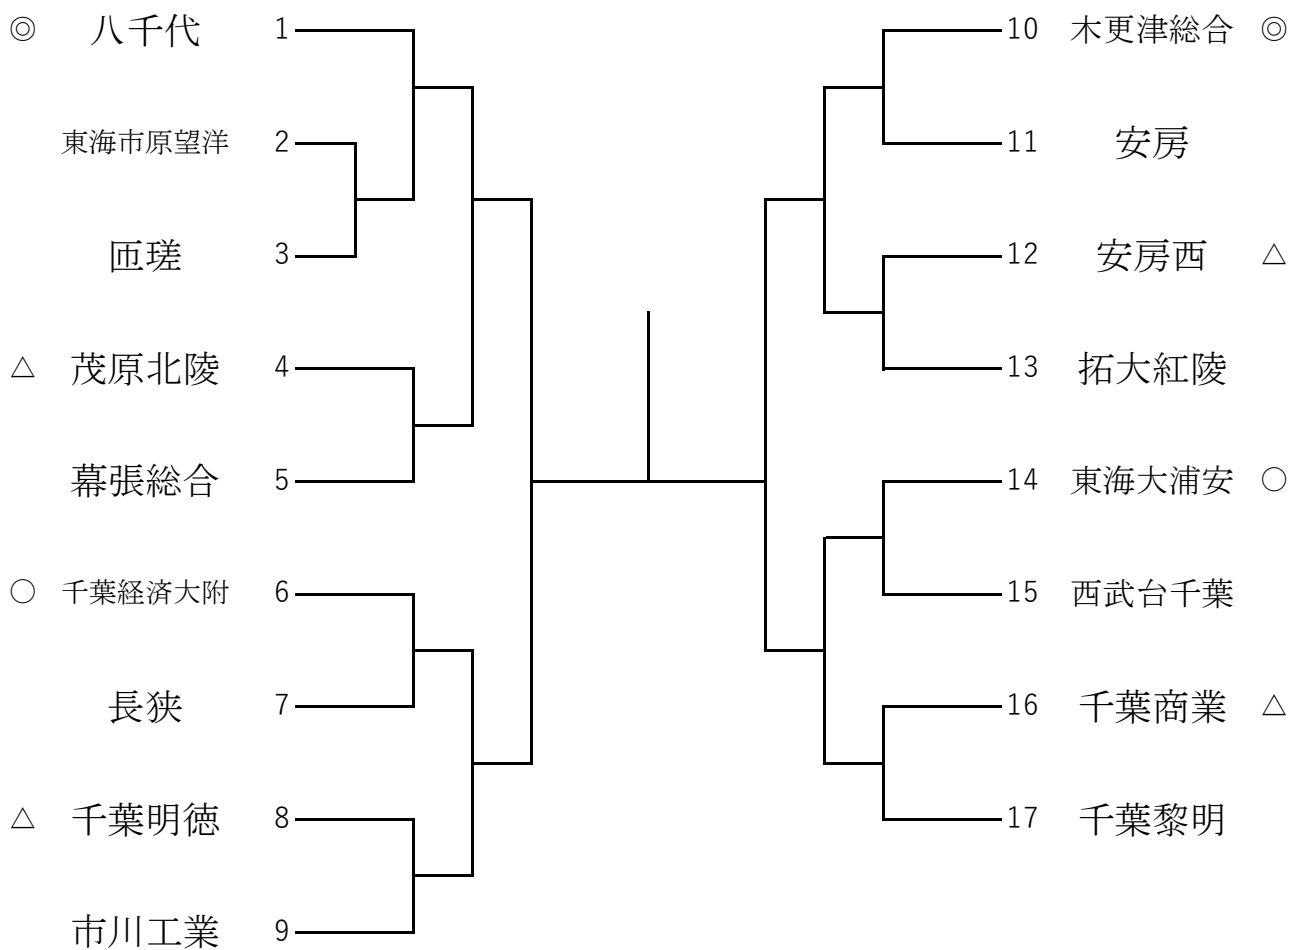 ◎ 八千代 1
東海市原望洋 2
匝瑳 3
△ 茂原北陵 4
幕張総合 5
○ 千葉経済大附 6
長狭 7
△ 千葉明徳 8
市川工業 9
10 木更津総合 ◎
11 安房
12 安房西 △
13 拓大紅陵
14 東海大浦安 ○
15 西武台千葉
16 千葉商業 △
17 千葉黎明